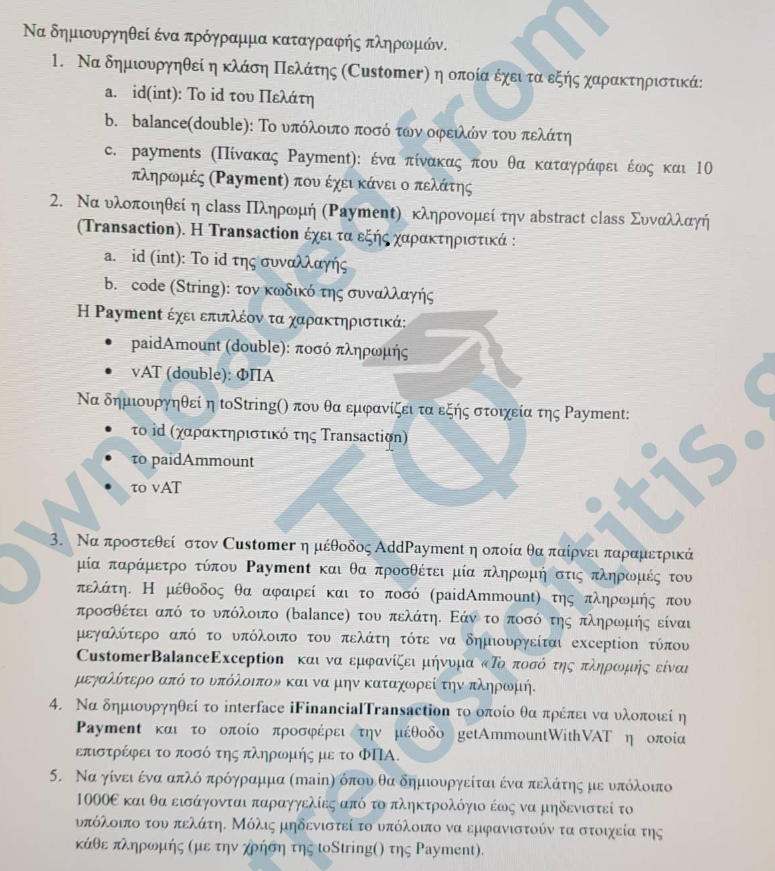 Να δημιουργηθεί ένα πρόγραμμα καταγραφής πληρωμών.
1. Να δημιουργηθεί η κλάση Πελάτης (Customer) η οποία έχει τα εξής χαρακτηριστικά:
a. id(int): Το id του Πελάτη
b. balance(double): Το υπόλοιπο ποσό των οφειλών του πελάτη
c. payments (Πίνακας Payment): ένα πίνακας που θα καταγράφει έως και 10
πληρωμές (Payment) που έχει κάνει ο πελάτης
2. Να υλοποιηθεί η class Πληρωμή (Payment) κληρονομεί την abstract class Συναλλαγή
(Transaction). Η Transaction έχει τα εξής χαρακτηριστικά :
a. id (int): Το id της συναλλαγής
b. code (String): τον κωδικό της συναλλαγής
Η Payment έχει επιπλέον τα χαρακτηριστικά:
• paidAmount (double): ποσό πληρωμής
• vAT (double): ΦΠΑ
Να δημιουργηθεί η toString() που θα εμφανίζει τα εξής στοιχεία της Payment:
• το id (χαρακτηριστικό της Transaction)
• το paidAmmount
• το vAT
3. Να προστεθεί στον Customer η μέθοδος AddPayment η οποία θα παίρνει παραμετρικά
μία παράμετρο τύπου Payment και θα προσθέτει μία πληρωμή στις πληρωμές του
πελάτη. Η μέθοδος θα αφαιρεί και το ποσό (paidAmmount) της πληρωμής που
προσθέτει από το υπόλοιπο (balance) του πελάτη. Εάν το ποσό της πληρωμής είναι
μεγαλύτερο από το υπόλοιπο του πελάτη τότε να δημιουργείται exception τύπου
CustomerBalanceException και να εμφανίζει μήνυμα «Το ποσό της πληρωμής είναι
μεγαλύτερο από το υπόλοιπο» και να μην καταχωρεί την πληρωμή.
4. Να δημιουργηθεί το interface iFinancialTransaction το οποίο θα πρέπει να υλοποιεί η
Payment και το οποίο προσφέρει την μέθοδο getAmmountWithVAT η οποία
επιστρέφει το ποσό της πληρωμής με το ΦΠΑ.
5. Να γίνει ένα απλό πρόγραμμα (main) όπου θα δημιουργείται ένα πελάτης με υπόλοιπο
1000€ και θα εισάγονται παραγγελίες από το πληκτρολόγιο έως να μηδενιστεί το
υπόλοιπο του πελάτη. Μόλις μηδενιστεί το υπόλοιπο να εμφανιστούν τα στοιχεία της
κάθε πληρωμής (με την χρήση της toString() της Payment).